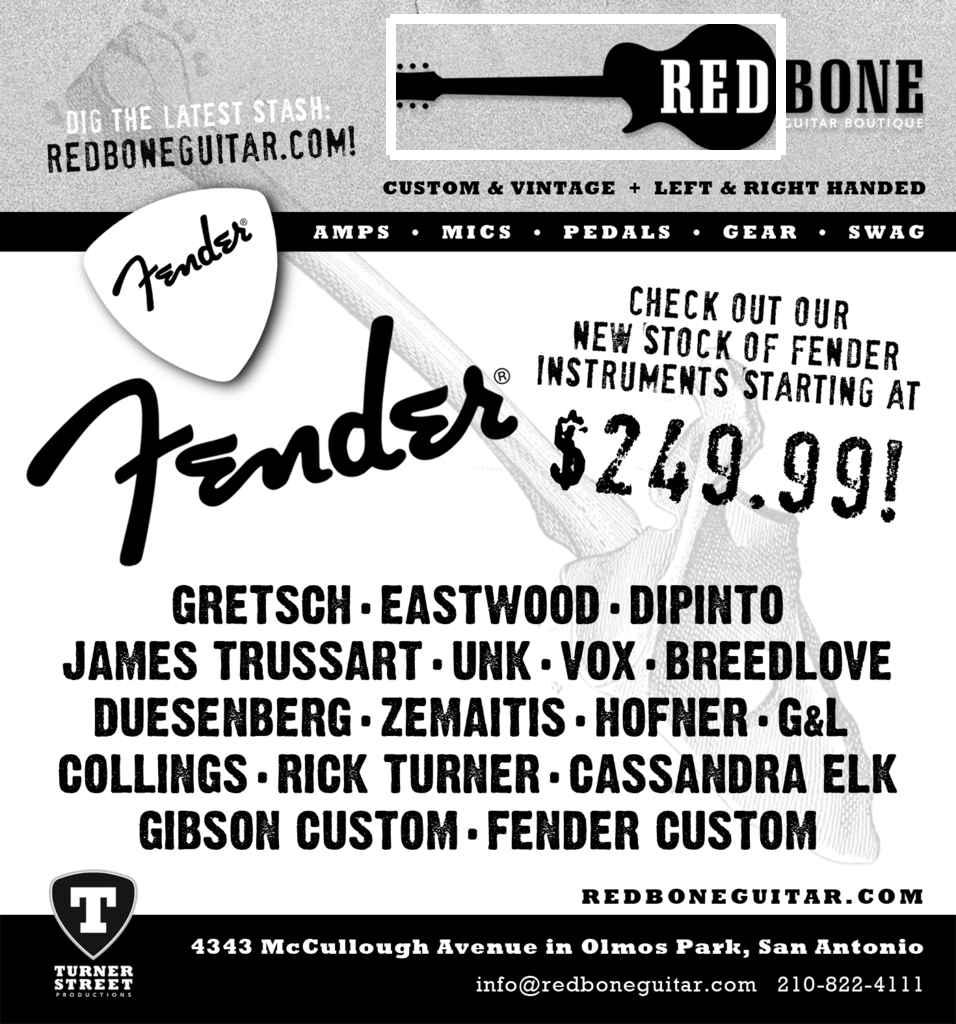 DIG THE LATEST STASH:
REDBONEGUITAR.COM!
RED BONE
GUITAR BOUTIQUE
CUSTOM & VINTAGE + LEFT & RIGHT HANDED
AMPS • MICS • PEDALS • GEAR • SWAG
Fender®
Fender®
CHECK OUT OUR
NEW STOCK OF FENDER
INSTRUMENTS STARTING AT
$249.99!
GRETSCH • EASTWOOD • DIPINTO
JAMES TRUSSART • UNK • VOX • BREEDLOVE
DUESENBERG • ZEMAITIS • HOFNER • G&L
COLLINGS • RICK TURNER • CASSANDRA ELK
GIBSON CUSTOM • FENDER CUSTOM
REDBONEGUITAR.COM
T
TURNER
STREET
PRODUCTIONS
4343 McCullough Avenue in Olmos Park, San Antonio
info@redboneguitar.com 210-822-4111